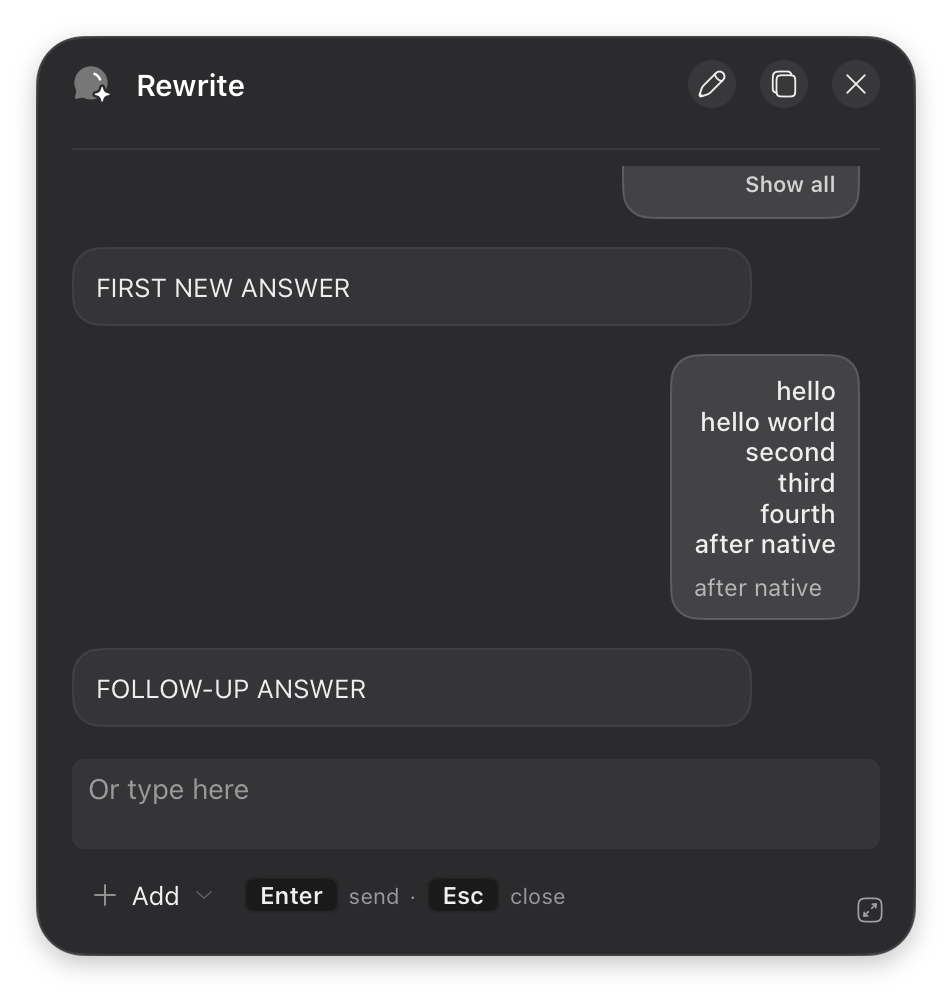 Rewrite
Show all
FIRST NEW ANSWER
hello
hello world
second
third
fourth
after native
after native
FOLLOW-UP ANSWER
Or type here
Add
Enter send · Esc close